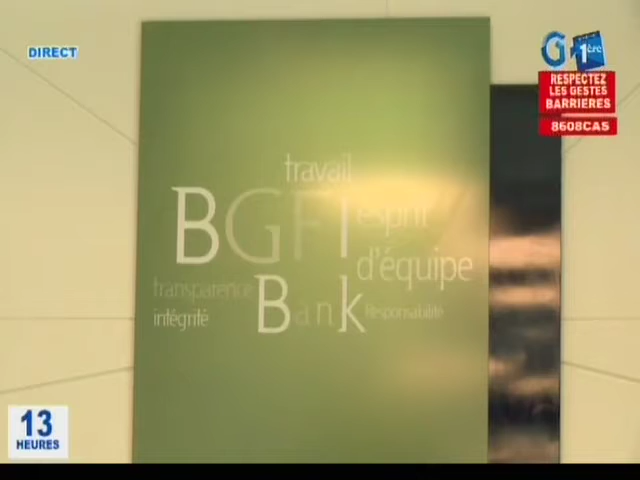 DIRECT
G 1ère
RESPECTEZ
LES GESTES
BARRIERES
8608CAS
travail
BGFI
esprit
d'équipe
transparence
Bank
Responsabilité
intégrité
13
HEURES